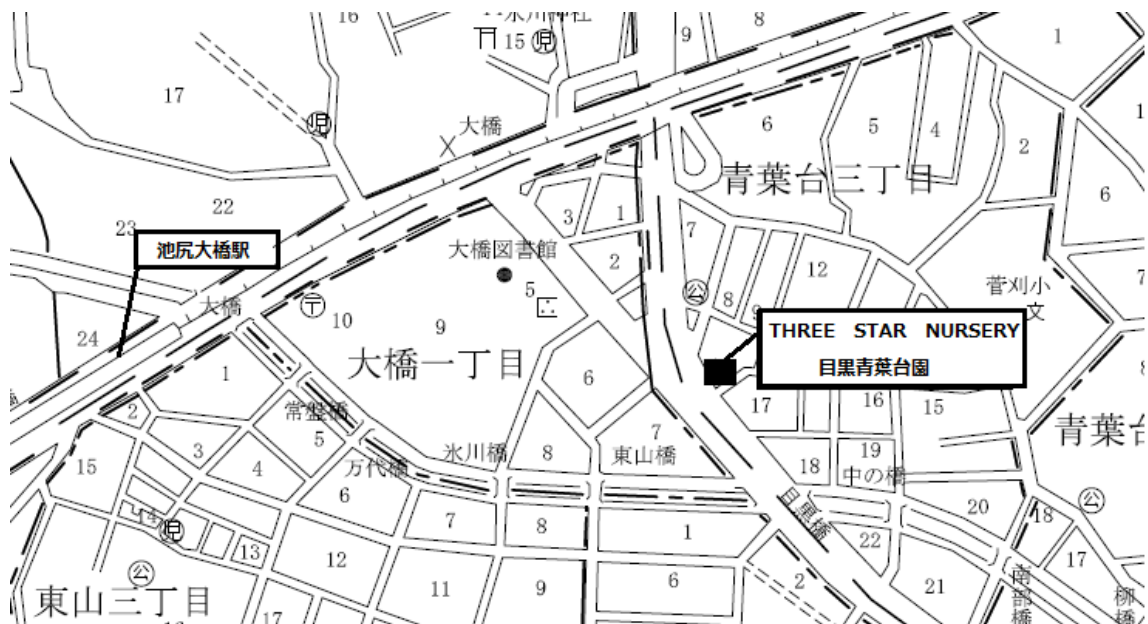 16
氷川神社
15
児
9
8
1
17
児
大橋
6
5
4
2
青葉台三丁目
6
22
23
池尻大橋駅
3
1
7
大橋図書館
2
12
5
公
8
菅刈小
文
大橋
〒
10
9
24
THREE STAR NURSERY
目黒青葉台園
大橋一丁目
1
6
17
16
15
青葉台
2
常盤橋
5
7
3
4
万代橋
氷川橋
8
東山橋
19
18
中の橋
15
6
目黒橋
20
公
14
児
7
8
1
22
18
17
13
12
公
11
9
6
2
21
南部橋
柳橋
東山三丁目
17